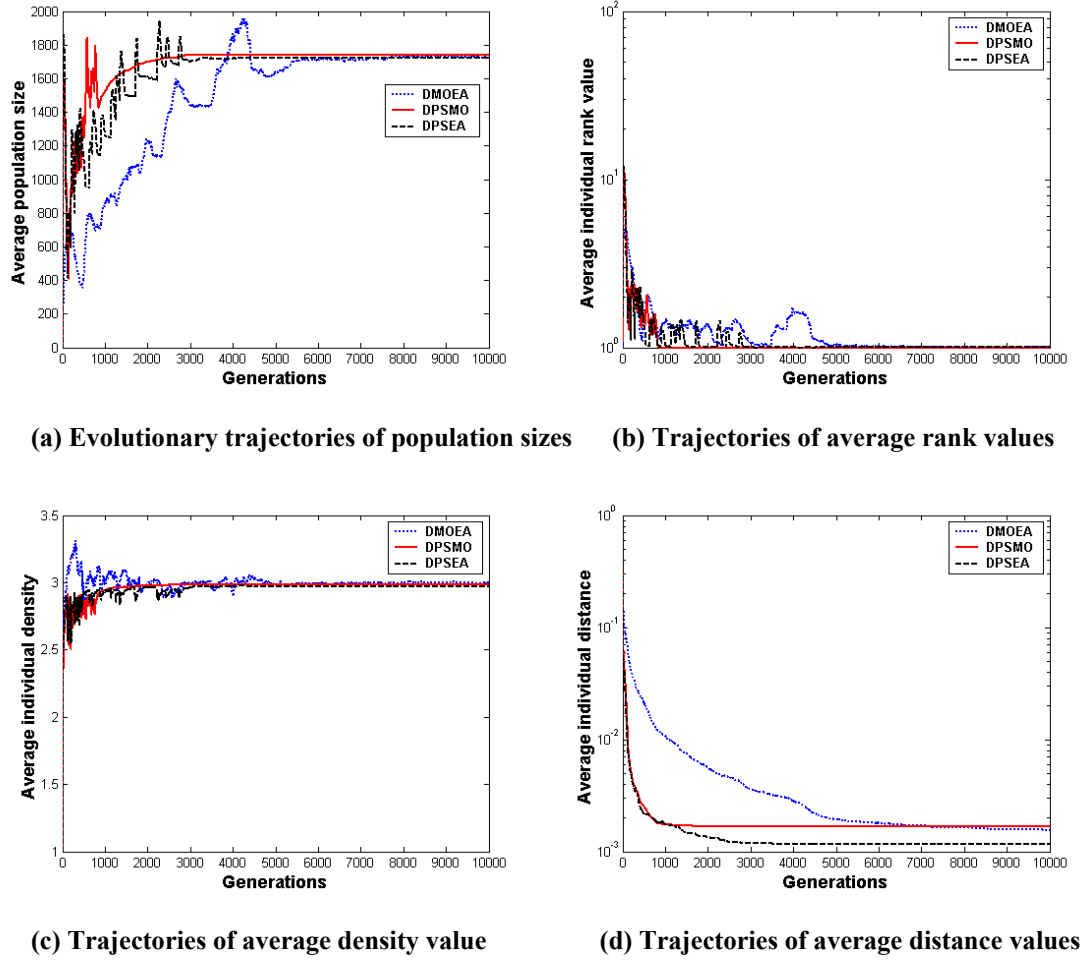 2000
1800
1600
1400
1200
1000
800
600
400
200
0
Average population size
DMOEA
DPSMO
DPSEA
0 1000 2000 3000 4000 5000 6000 7000 8000 9000 10000
Generations
(a) Evolutionary trajectories of population sizes
10^2
10^1
10^0
Average individual rank value
DMOEA
DPSMO
DPSEA
0 1000 2000 3000 4000 5000 6000 7000 8000 9000 10000
Generations
(b) Trajectories of average rank values
3.5
3
2.5
2
1.5
1
Average individual density
DMOEA
DPSMO
DPSEA
0 1000 2000 3000 4000 5000 6000 7000 8000 9000 10000
Generations
(c) Trajectories of average density value
10^0
10^-1
10^-2
10^-3
Average individual distance
DMOEA
DPSMO
DPSEA
0 1000 2000 3000 4000 5000 6000 7000 8000 9000 10000
Generations
(d) Trajectories of average distance values